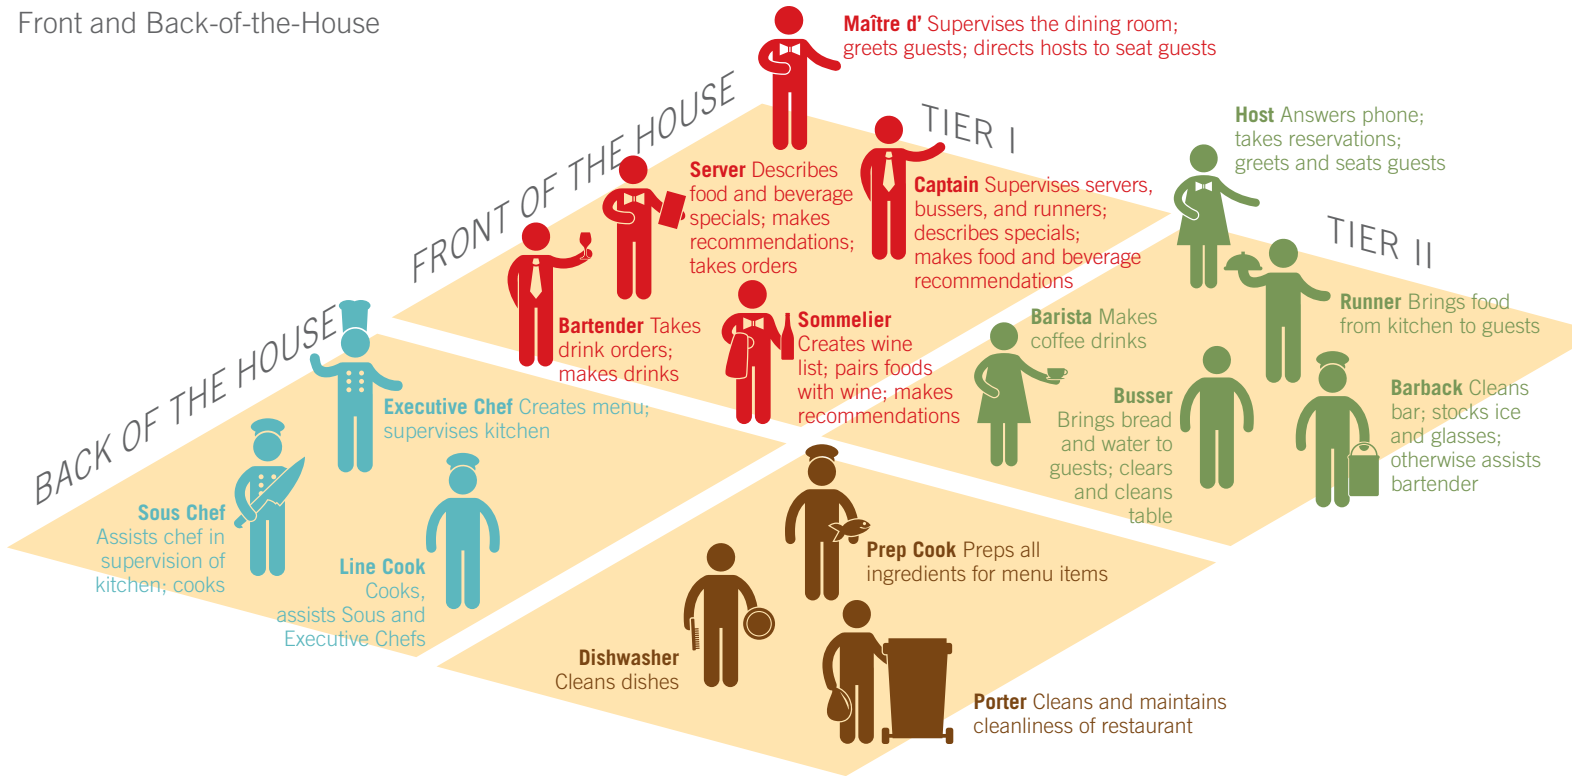 Front and Back-of-the-House
Maître d’ Supervises the dining room;
greets guests; directs hosts to seat guests
FRONT OF THE HOUSE
TIER I
Server Describes
food and beverage
specials; makes
recommendations;
takes orders
Captain Supervises servers,
bussers, and runners;
describes specials;
makes food and beverage
recommendations
Bartender Takes
drink orders;
makes drinks
Sommelier
Creates wine
list; pairs foods
with wine; makes
recommendations
Host Answers phone;
takes reservations;
greets and seats guests
TIER II
Runner Brings food
from kitchen to guests
Barista Makes
coffee drinks
Busser
Brings bread
and water to
guests; clears
and cleans
table
Barback Cleans
bar; stocks ice
and glasses;
otherwise assists
bartender
BACK OF THE HOUSE
Executive Chef Creates menu;
supervises kitchen
Sous Chef
Assists chef in
supervision of
kitchen; cooks
Line Cook
Cooks,
assists Sous and
Executive Chefs
Prep Cook Preps all
ingredients for menu items
Dishwasher
Cleans dishes
Porter Cleans and maintains
cleanliness of restaurant